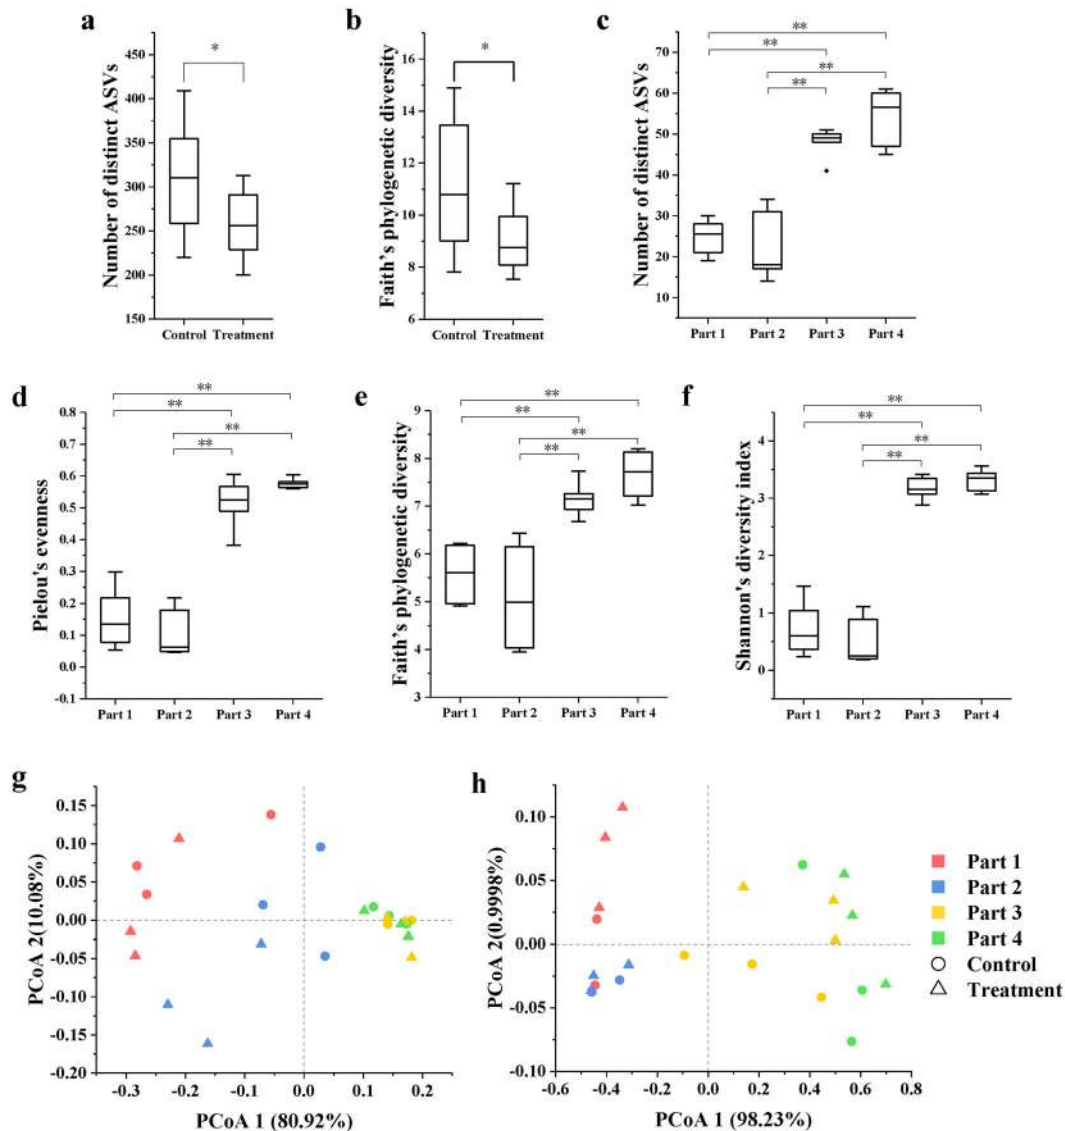 a
Number of distinct ASVs
450
400
350
300
250
200
150
*
Control Treatment
b
Faith's phylogenetic diversity
16
14
12
10
8
6
*
Control Treatment
c
Number of distinct ASVs
70
60
50
40
30
20
10
**
**
**
**
Part 1 Part 2 Part 3 Part 4
d
Pielou's evenness
0.8
0.7
0.6
0.5
0.4
0.3
0.2
0.1
0.0
-0.1
**
**
**
**
Part 1 Part 2 Part 3 Part 4
e
Faith's phylogenetic diversity
9
8
7
6
5
4
3
**
**
**
**
Part 1 Part 2 Part 3 Part 4
f
Shannon's diversity index
4
3
2
1
0
**
**
**
**
Part 1 Part 2 Part 3 Part 4
g
PCoA 2(10.08%)
0.15
0.10
0.05
0.00
-0.05
-0.10
-0.15
-0.20
-0.3 -0.2 -0.1 0.0 0.1 0.2
PCoA 1 (80.92%)
h
PCoA 2(0.9998%)
0.10
0.05
0.00
-0.05
-0.10
-0.6 -0.4 -0.2 0.0 0.2 0.4 0.6 0.8
PCoA 1 (98.23%)
Part 1
Part 2
Part 3
Part 4
Control
Treatment